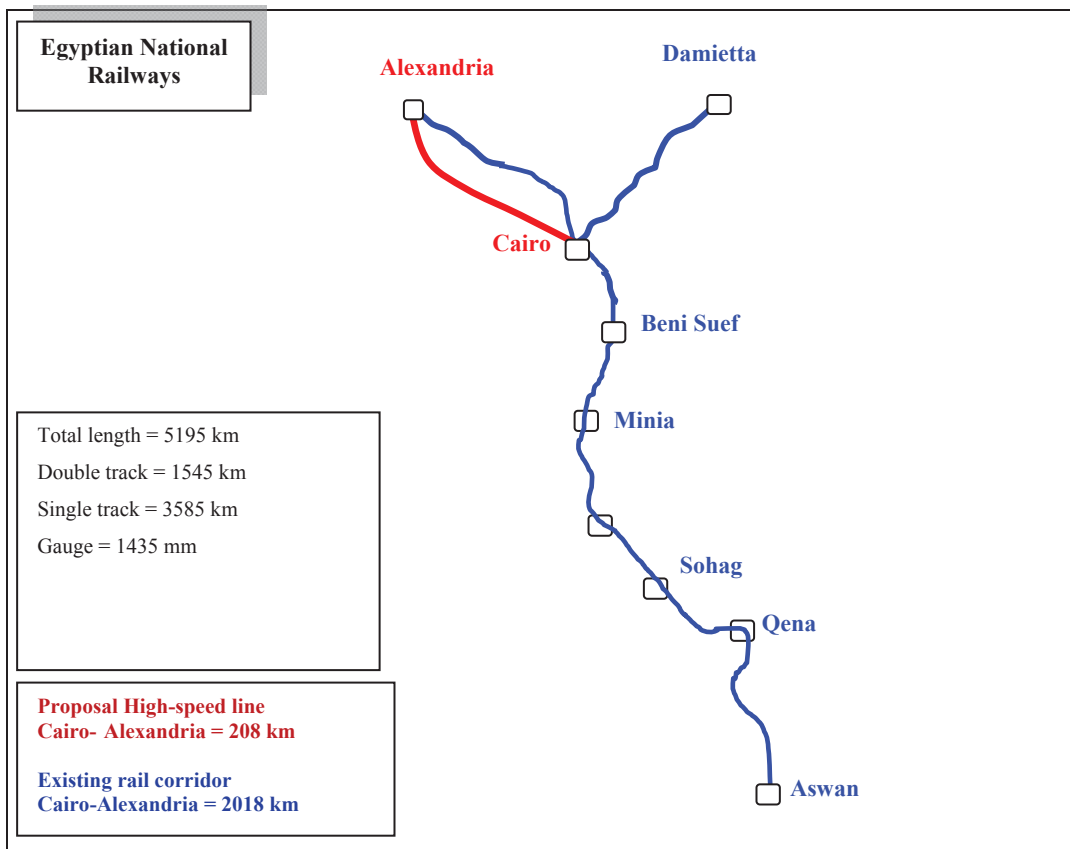 Egyptian National
Railways
Alexandria
Damietta
Cairo
Beni Suef
Minia
Sohag
Qena
Aswan
Total length = 5195 km
Double track = 1545 km
Single track = 3585 km
Gauge = 1435 mm
Proposal High-speed line
Cairo- Alexandria = 208 km
Existing rail corridor
Cairo-Alexandria = 2018 km